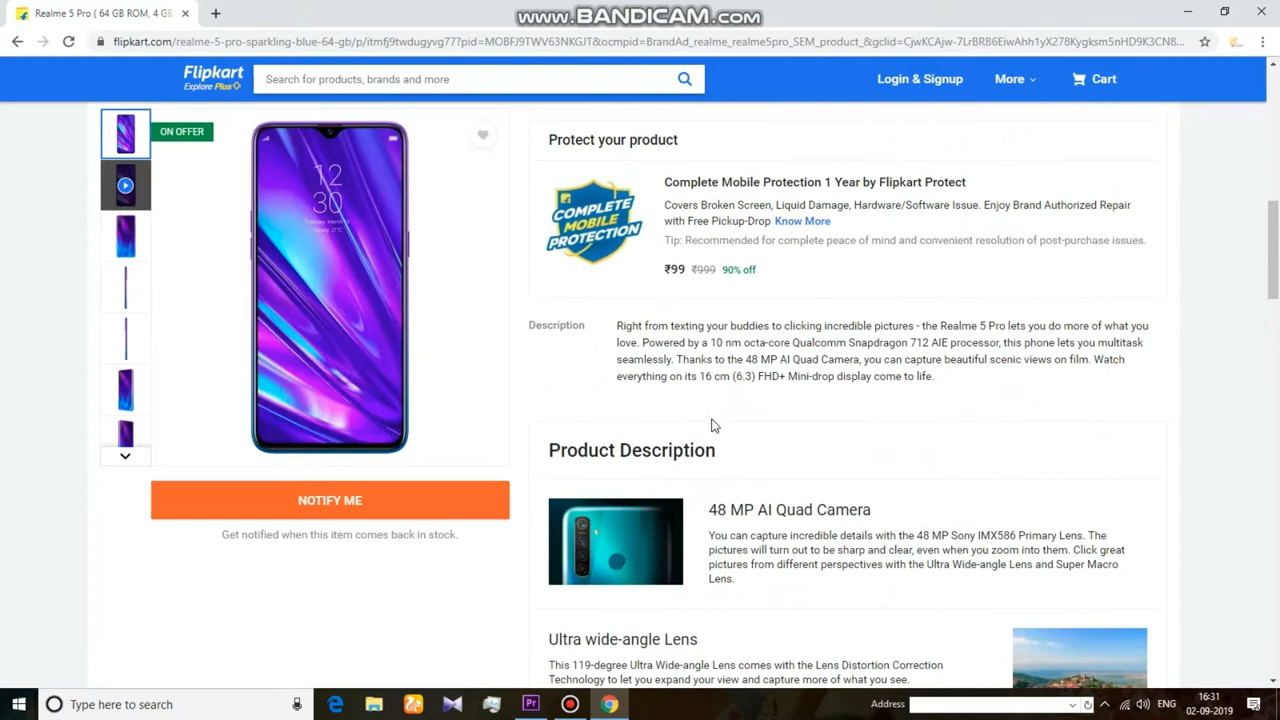 Realme 5 Pro ( 64 GB ROM, 4 GB
www.BANDICAM.com
flipkart.com/realme-5-pro-sparkling-blue-64-gb/p/itmfj9twdugyvg77?pid=MOBFJ9TWV63NKGJT&ocmpid=BrandAd_realme_realme5pro_SEM_product_&gclid=CjwKCAjw-7LrBRB6EiwAhh1yX278Kygksm5nHD9K3CN8...
Flipkart
Explore Plus
Search for products, brands and more
Login & Signup
More
Cart
ON OFFER
12
30
Protect your product
COMPLETE
MOBILE
PROTECTION
Complete Mobile Protection 1 Year by Flipkart Protect
Covers Broken Screen, Liquid Damage, Hardware/Software Issue. Enjoy Brand Authorized Repair
with Free Pickup-Drop Know More
Tip: Recommended for complete peace of mind and convenient resolution of post-purchase issues.
₹99 ₹999 90% off
Description
Right from texting your buddies to clicking incredible pictures - the Realme 5 Pro lets you do more of what you
love. Powered by a 10 nm octa-core Qualcomm Snapdragon 712 AIE processor, this phone lets you multitask
seamlessly. Thanks to the 48 MP AI Quad Camera, you can capture beautiful scenic views on film. Watch
everything on its 16 cm (6.3) FHD+ Mini-drop display come to life.
NOTIFY ME
Get notified when this item comes back in stock.
Product Description
48 MP AI Quad Camera
You can capture incredible details with the 48 MP Sony IMX586 Primary Lens. The
pictures will turn out to be sharp and clear, even when you zoom into them. Click great
pictures from different perspectives with the Ultra Wide-angle Lens and Super Macro
Lens.
Ultra wide-angle Lens
This 119-degree Ultra Wide-angle Lens comes with the Lens Distortion Correction
Technology to let you expand your view and capture more of what you see.
Type here to search
Pr
Address
16:31
02-09-2019